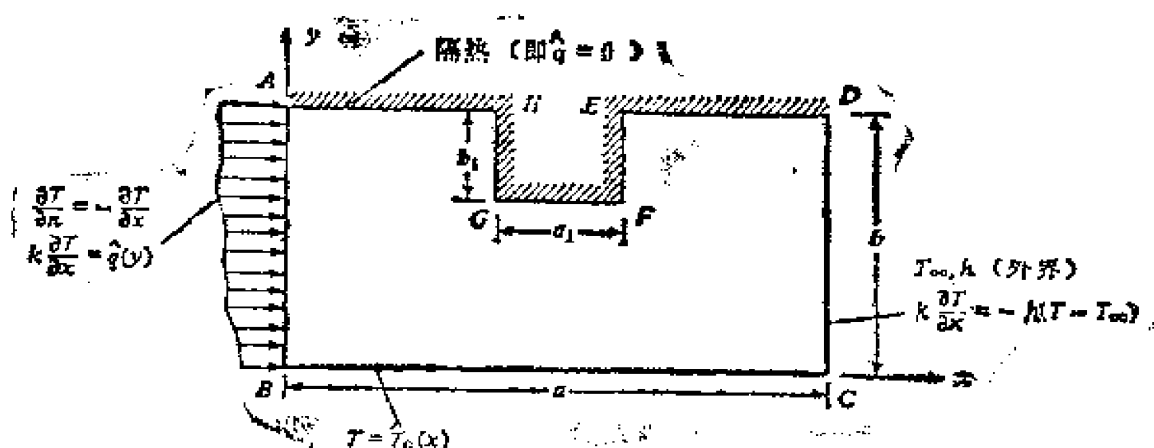 y
隔热（即q̂ = 0）
A
H
E
D
b₁
G
F
a₁
b
∂T/∂n = - ∂T/∂x
k ∂T/∂x = q̂(y)
T∞, h（外界）
k ∂T/∂x = - h(T - T∞)
B
a
C
x
T = T₀(x)